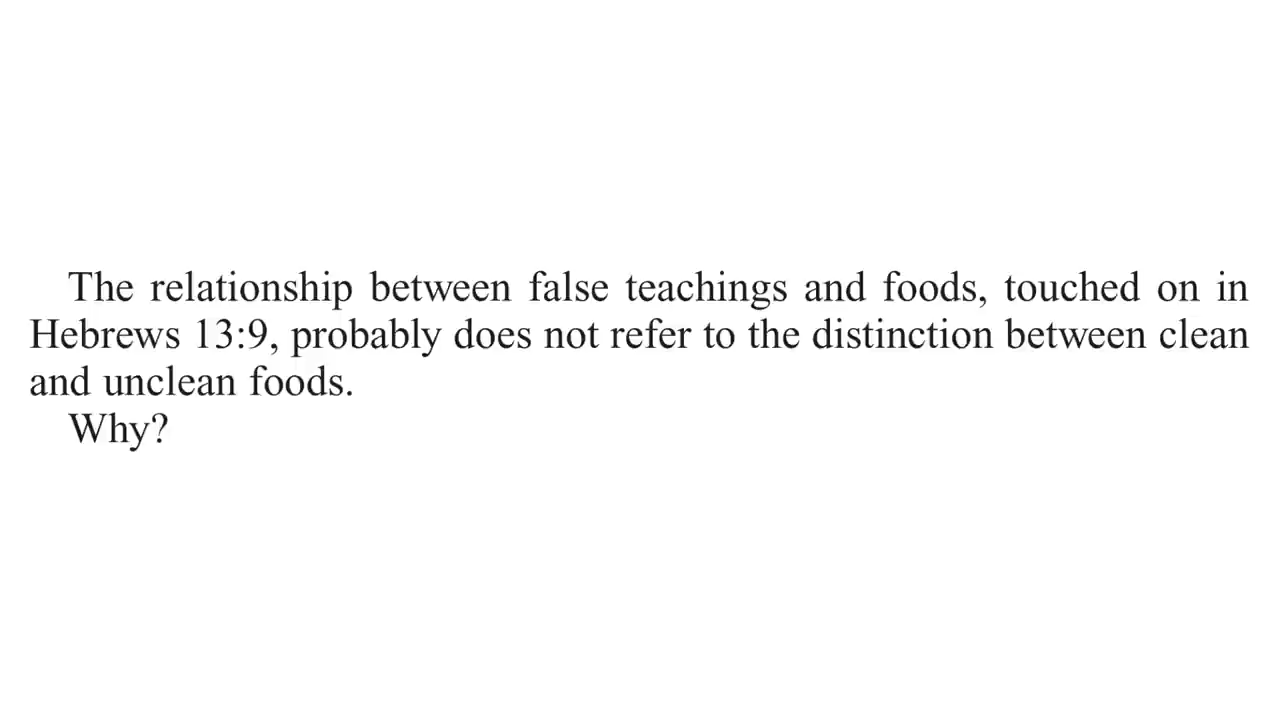 The relationship between false teachings and foods, touched on in
Hebrews 13:9, probably does not refer to the distinction between clean
and unclean foods.
Why?